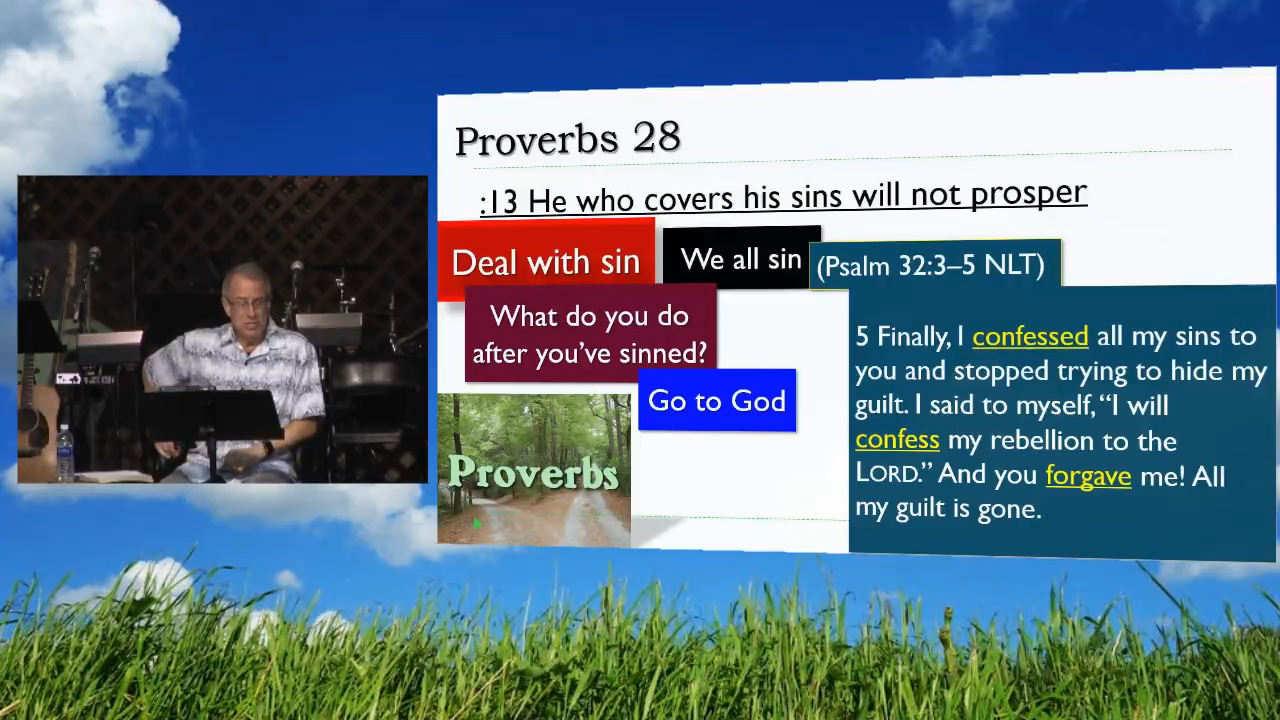 Proverbs 28
:13 He who covers his sins will not prosper
Deal with sin
We all sin
(Psalm 32:3–5 NLT)
What do you do
after you’ve sinned?
Go to God
5 Finally, I confessed all my sins to
you and stopped trying to hide my
guilt. I said to myself, “I will
confess my rebellion to the
LORD.” And you forgave me! All
my guilt is gone.
Proverbs